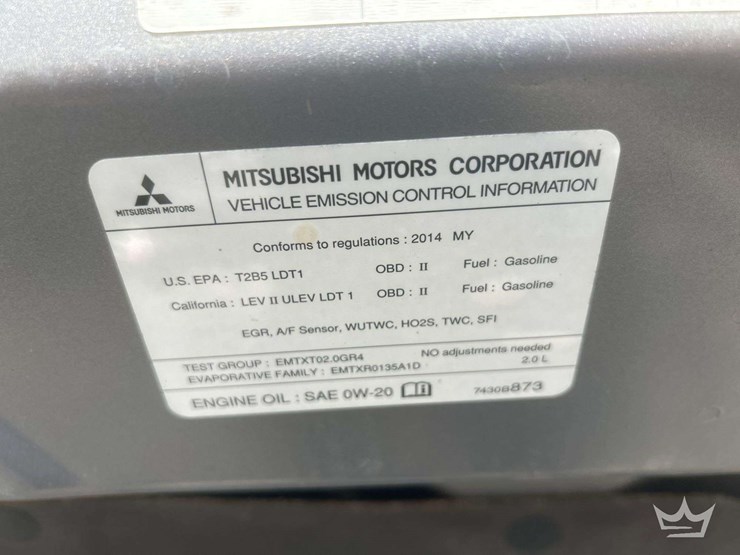 MITSUBISHI MOTORS
MITSUBISHI MOTORS CORPORATION
VEHICLE EMISSION CONTROL INFORMATION
Conforms to regulations : 2014 MY
U.S. EPA : T2B5 LDT1 OBD : II Fuel : Gasoline
California : LEV II ULEV LDT 1 OBD : II Fuel : Gasoline
EGR, A/F Sensor, WUTWC, HO2S, TWC, SFI
TEST GROUP : EMTXT02.0GR4 NO adjustments needed
EVAPORATIVE FAMILY : EMTXR0135A1D 2.0 L
ENGINE OIL : SAE 0W-20 7430B873